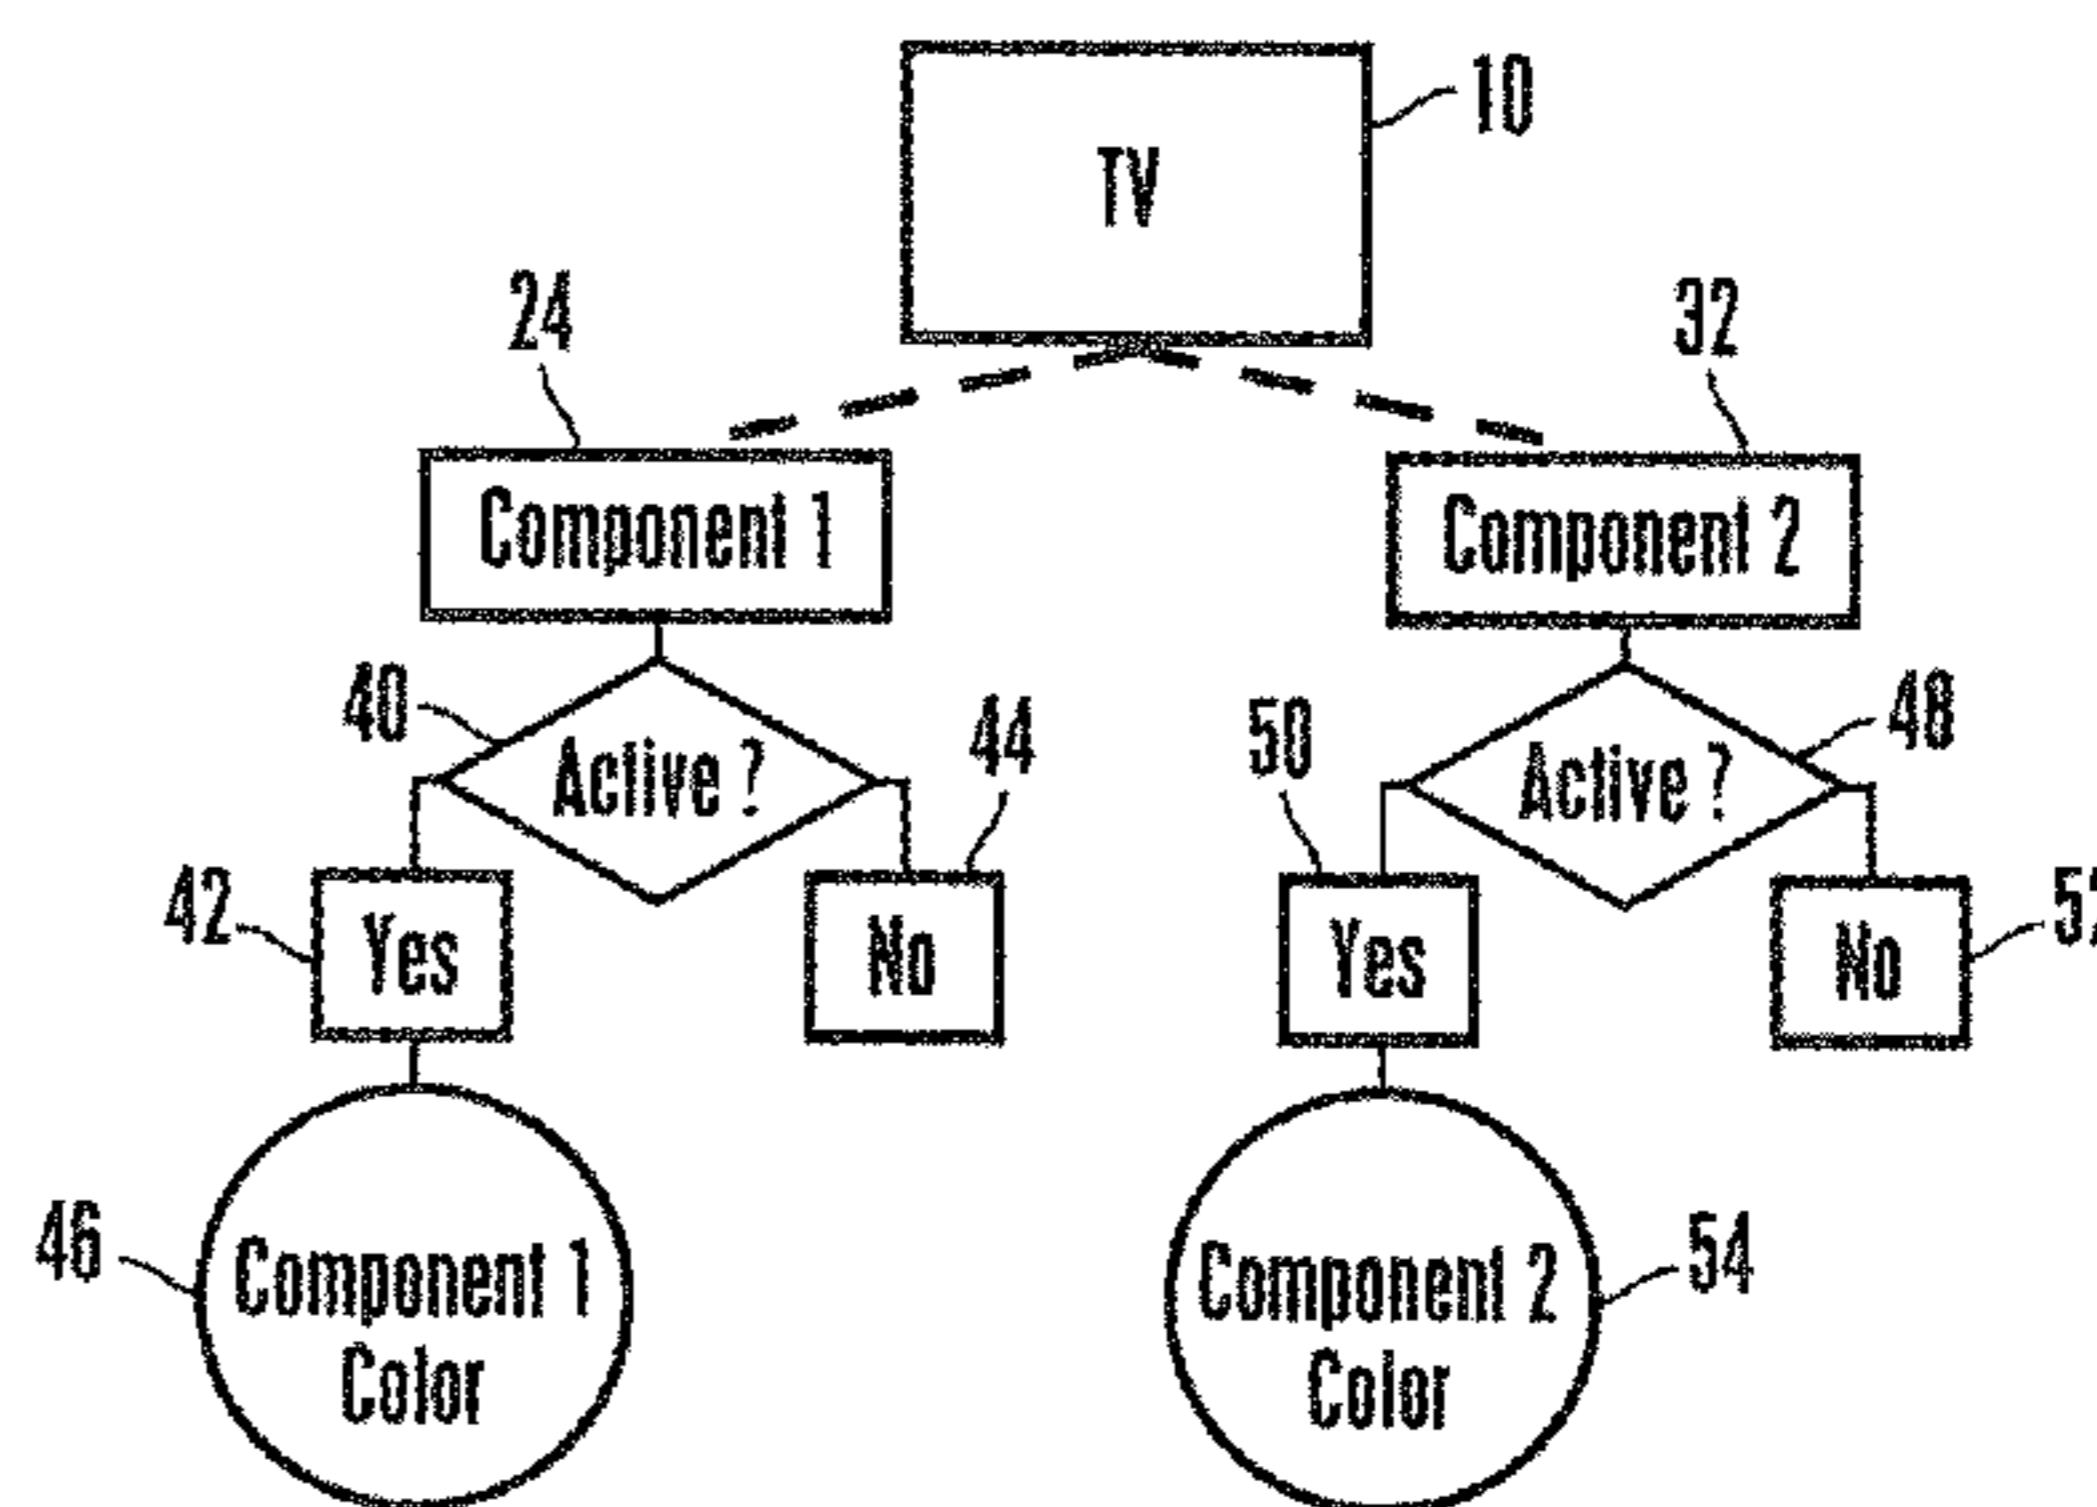 10
TV
24
32
Component 1
Component 2
40
Active ?
44
50
48
Active ?
42
Yes
No
Yes
No
46
Component 1
Color
Component 2
Color
54